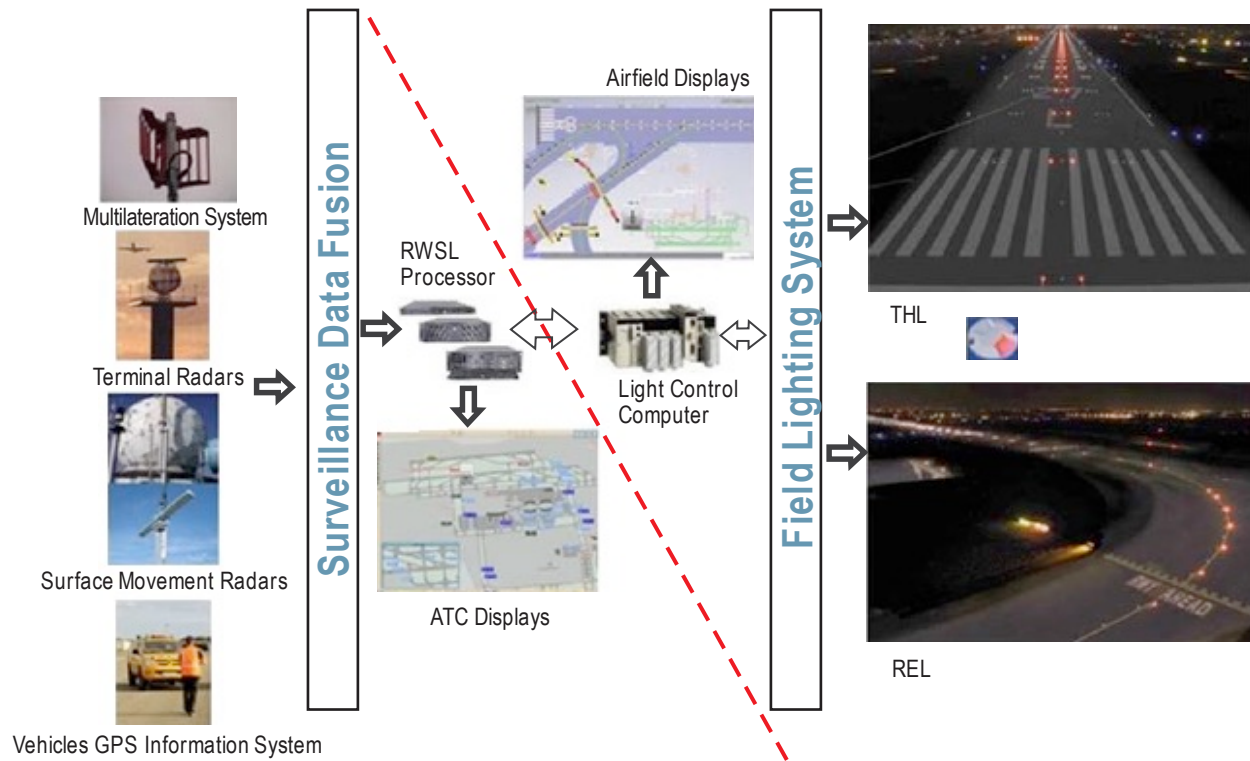 Multilateration System
Terminal Radars
Surface Movement Radars
Vehicles GPS Information System
Surveillance Data Fusion
RWSL
Processor
ATC Displays
Airfield Displays
Light Control
Computer
Field Lighting System
THL
REL
AHEAD